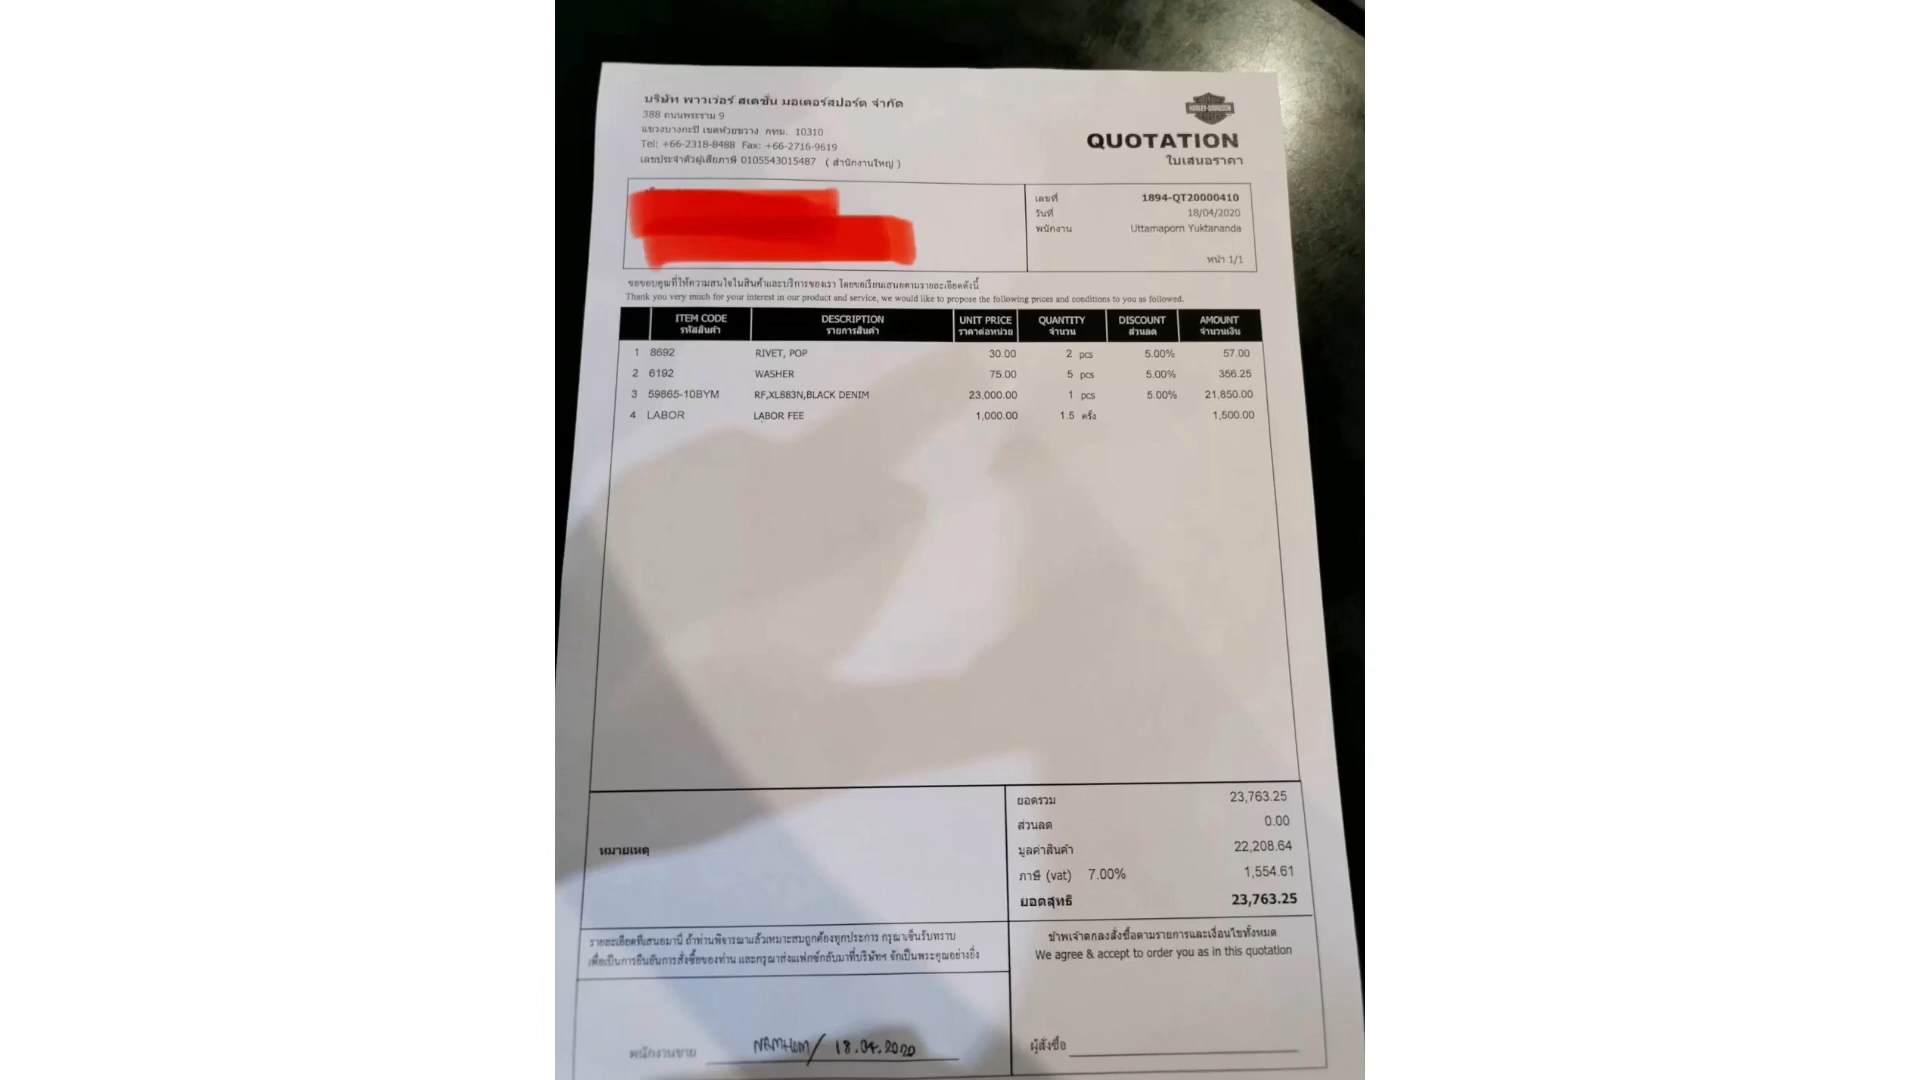 บริษัท พาวเว่อร์ สเตชั่น มอเตอร์สปอร์ต จำกัด
388 ถนนพระราม 9
แขวงบางกะปิ เขตห้วยขวาง กทม. 10310
Tel: +66-2318-8488 Fax: +66-2716-9619
เลขประจำตัวผู้เสียภาษี 0105543015487 ( สำนักงานใหญ่ )
HARLEY-DAVIDSON
QUOTATION
ใบเสนอราคา
เลขที่ 1894-QT20000410
วันที่ 18/04/2020
พนักงาน Uttamaporn Yuktananda
หน้า 1/1
ขอขอบคุณที่ให้ความสนใจในสินค้าและบริการของเรา โดยขอเรียนเสนอตามรายละเอียดดังนี้
Thank you very much for your interest in our product and service, we would like to propose the following prices and conditions to you as followed.
ITEM CODE DESCRIPTION UNIT PRICE QUANTITY DISCOUNT AMOUNT
รหัสสินค้า รายการสินค้า ราคาต่อหน่วย จำนวน ส่วนลด จำนวนเงิน
1 8692 RIVET, POP 30.00 2 pcs 5.00% 57.00
2 6192 WASHER 75.00 5 pcs 5.00% 356.25
3 59865-10BYM RF,XL883N,BLACK DENIM 23,000.00 1 pcs 5.00% 21,850.00
4 LABOR LABOR FEE 1,000.00 1.5 ครั้ง 1,500.00
ยอดรวม 23,763.25
ส่วนลด 0.00
หมายเหตุ
มูลค่าสินค้า 22,208.64
ภาษี (vat) 7.00% 1,554.61
ยอดสุทธิ 23,763.25
รายละเอียดที่เสนอมานี้ ถ้าท่านพิจารณาแล้วเหมาะสมถูกต้องทุกประการ กรุณาเซ็นรับทราบ
เพื่อเป็นการยืนยันการสั่งซื้อของท่าน และกรุณาส่งแฟกซ์กลับมาที่บริษัทฯ จักเป็นพระคุณอย่างยิ่ง
ข้าพเจ้าตกลงสั่งซื้อตามรายการและเงื่อนไขทั้งหมด
We agree & accept to order you as in this quotation
พนักงานขาย / 18.04.2020
ผู้สั่งซื้อ